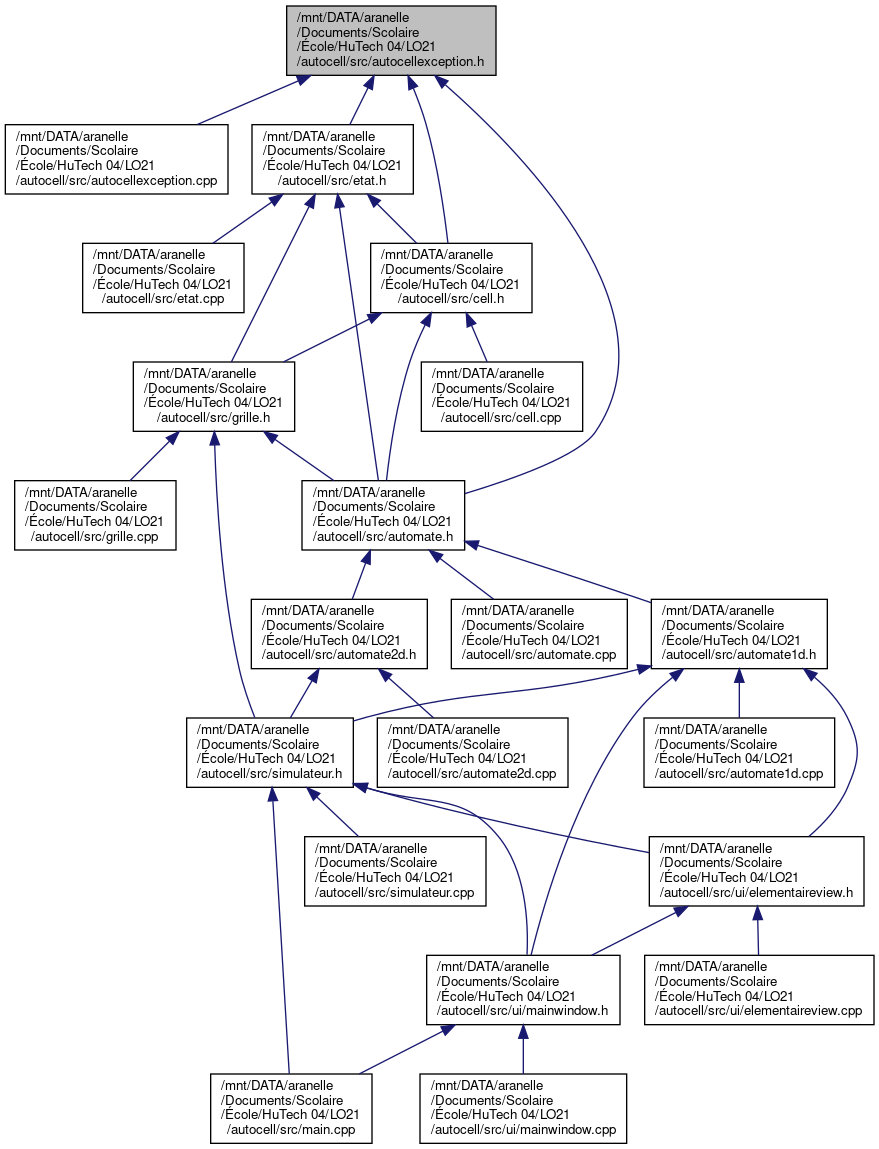 /mnt/DATA/aranelle
/Documents/Scolaire
/École/HuTech 04/LO21
/autocell/src/autocellexception.h
/mnt/DATA/aranelle
/Documents/Scolaire
/École/HuTech 04/LO21
/autocell/src/autocellexception.cpp
/mnt/DATA/aranelle
/Documents/Scolaire
/École/HuTech 04/LO21
/autocell/src/etat.h
/mnt/DATA/aranelle
/Documents/Scolaire
/École/HuTech 04/LO21
/autocell/src/etat.cpp
/mnt/DATA/aranelle
/Documents/Scolaire
/École/HuTech 04/LO21
/autocell/src/cell.h
/mnt/DATA/aranelle
/Documents/Scolaire
/École/HuTech 04/LO21
/autocell/src/grille.h
/mnt/DATA/aranelle
/Documents/Scolaire
/École/HuTech 04/LO21
/autocell/src/cell.cpp
/mnt/DATA/aranelle
/Documents/Scolaire
/École/HuTech 04/LO21
/autocell/src/grille.cpp
/mnt/DATA/aranelle
/Documents/Scolaire
/École/HuTech 04/LO21
/autocell/src/automate.h
/mnt/DATA/aranelle
/Documents/Scolaire
/École/HuTech 04/LO21
/autocell/src/automate2d.h
/mnt/DATA/aranelle
/Documents/Scolaire
/École/HuTech 04/LO21
/autocell/src/automate.cpp
/mnt/DATA/aranelle
/Documents/Scolaire
/École/HuTech 04/LO21
/autocell/src/automate1d.h
/mnt/DATA/aranelle
/Documents/Scolaire
/École/HuTech 04/LO21
/autocell/src/simulateur.h
/mnt/DATA/aranelle
/Documents/Scolaire
/École/HuTech 04/LO21
/autocell/src/automate2d.cpp
/mnt/DATA/aranelle
/Documents/Scolaire
/École/HuTech 04/LO21
/autocell/src/automate1d.cpp
/mnt/DATA/aranelle
/Documents/Scolaire
/École/HuTech 04/LO21
/autocell/src/simulateur.cpp
/mnt/DATA/aranelle
/Documents/Scolaire
/École/HuTech 04/LO21
/autocell/src/ui/elementaireview.h
/mnt/DATA/aranelle
/Documents/Scolaire
/École/HuTech 04/LO21
/autocell/src/ui/mainwindow.h
/mnt/DATA/aranelle
/Documents/Scolaire
/École/HuTech 04/LO21
/autocell/src/ui/elementaireview.cpp
/mnt/DATA/aranelle
/Documents/Scolaire
/École/HuTech 04/LO21
/autocell/src/main.cpp
/mnt/DATA/aranelle
/Documents/Scolaire
/École/HuTech 04/LO21
/autocell/src/ui/mainwindow.cpp